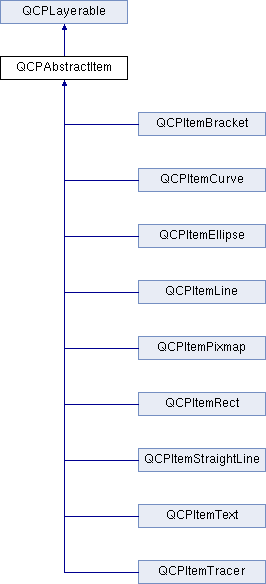 QCPLayerable
QCPAbstractItem
QCPItemBracket
QCPItemCurve
QCPItemEllipse
QCPItemLine
QCPItemPixmap
QCPItemRect
QCPItemStraightLine
QCPItemText
QCPItemTracer